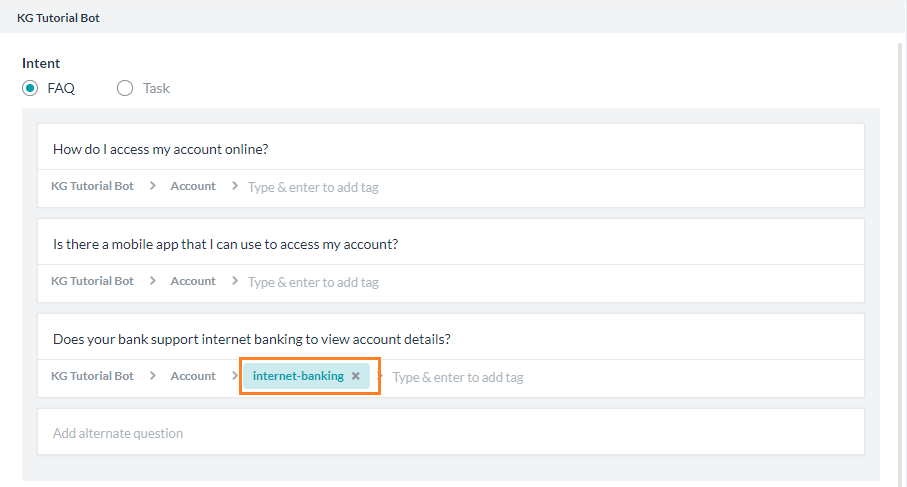 KG Tutorial Bot
Intent
FAQ Task
How do I access my account online?
KG Tutorial Bot > Account > Type & enter to add tag
Is there a mobile app that I can use to access my account?
KG Tutorial Bot > Account > Type & enter to add tag
Does your bank support internet banking to view account details?
KG Tutorial Bot > Account > internet-banking × Type & enter to add tag
Add alternate question